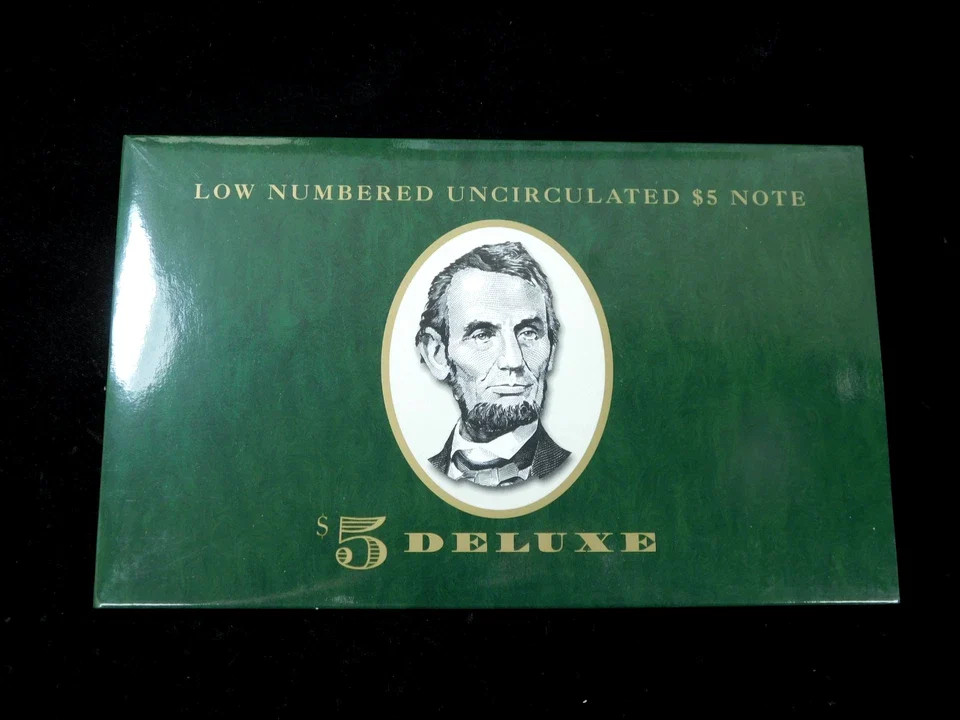 LOW NUMBERED UNCIRCULATED $5 NOTE
$5 DELUXE